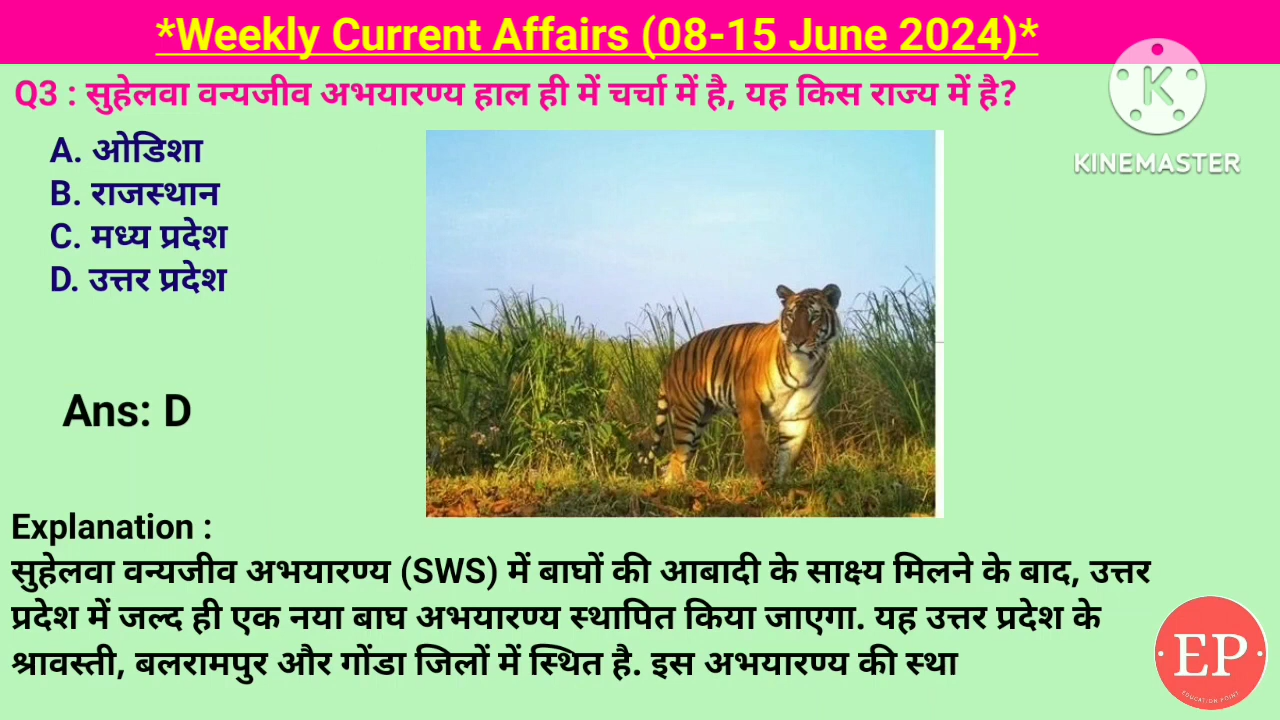 *Weekly Current Affairs (08-15 June 2024)*
Q3 : सुहेलवा वन्यजीव अभयारण्य हाल ही में चर्चा में है, यह किस राज्य में है?
K
KINEMASTER
A. ओडिशा
B. राजस्थान
C. मध्य प्रदेश
D. उत्तर प्रदेश
Ans: D
Explanation :
सुहेलवा वन्यजीव अभयारण्य (SWS) में बाघों की आबादी के साक्ष्य मिलने के बाद, उत्तर
प्रदेश में जल्द ही एक नया बाघ अभयारण्य स्थापित किया जाएगा. यह उत्तर प्रदेश के
श्रावस्ती, बलरामपुर और गोंडा जिलों में स्थित है. इस अभयारण्य की स्था
·EP·
EDUCATION POINT